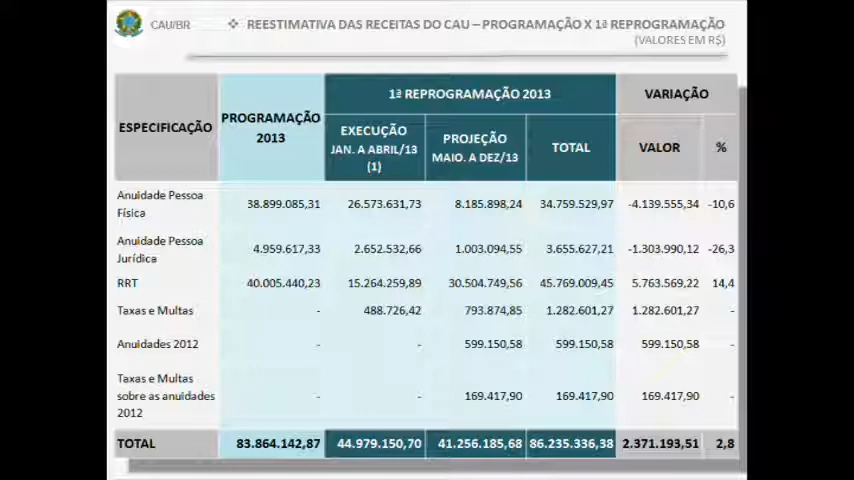 CAU/BR
❖ REESTIMATIVA DAS RECEITAS DO CAU – PROGRAMAÇÃO X 1ª REPROGRAMAÇÃO
(VALORES EM R$)
ESPECIFICAÇÃO PROGRAMAÇÃO 2013 1ª REPROGRAMAÇÃO 2013 VARIAÇÃO
EXECUÇÃO JAN. A ABRIL/13 (1) PROJEÇÃO MAIO. A DEZ/13 TOTAL VALOR %
Anuidade Pessoa Física 38.899.085,31 26.573.631,73 8.185.898,24 34.759.529,97 -4.139.555,34 -10,6
Anuidade Pessoa Jurídica 4.959.617,33 2.652.532,66 1.003.094,55 3.655.627,21 -1.303.990,12 -26,3
RRT 40.005.440,23 15.264.259,89 30.504.749,56 45.769.009,45 5.763.569,22 14,4
Taxas e Multas - 488.726,42 793.874,85 1.282.601,27 1.282.601,27 -
Anuidades 2012 - - 599.150,58 599.150,58 599.150,58 -
Taxas e Multas sobre as anuidades 2012 - - 169.417,90 169.417,90 169.417,90 -
TOTAL 83.864.142,87 44.979.150,70 41.256.185,68 86.235.336,38 2.371.193,51 2,8